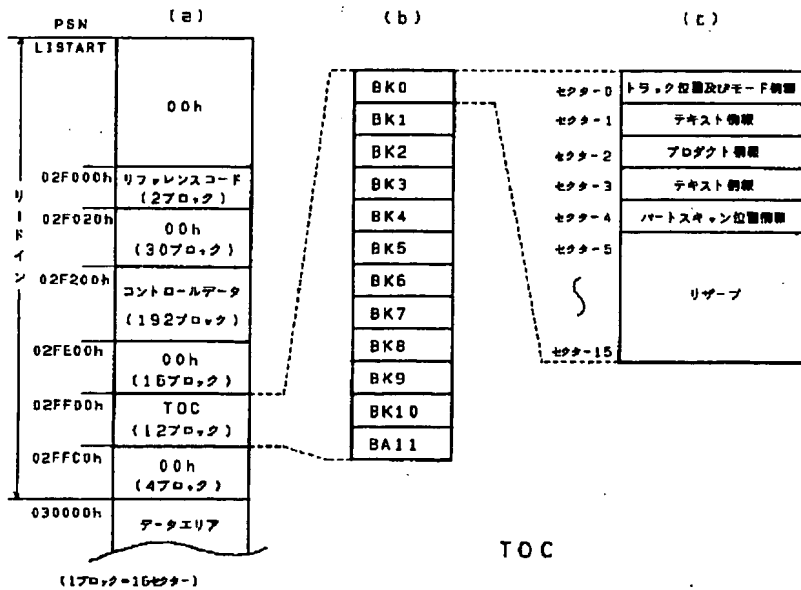 (a)
(b)
(c)
PSN
LISTART
00h
02F000h
リファレンスコード
(2ブロック)
02F020h
00h
(30ブロック)
02F200h
コントロールデータ
(192ブロック)
02FE00h
00h
(16ブロック)
02FF00h
TOC
(12ブロック)
02FFC0h
00h
(4ブロック)
030000h
データエリア
リードイン
(1ブロック=16セクター)
BK0
BK1
BK2
BK3
BK4
BK5
BK6
BK7
BK8
BK9
BK10
BA11
セクター0
トラック位置及びモード情報
セクター1
テキスト情報
セクター2
プロダクト情報
セクター3
テキスト情報
セクター4
パートスキャン位置情報
セクター5
リザーブ
セクター15
TOC